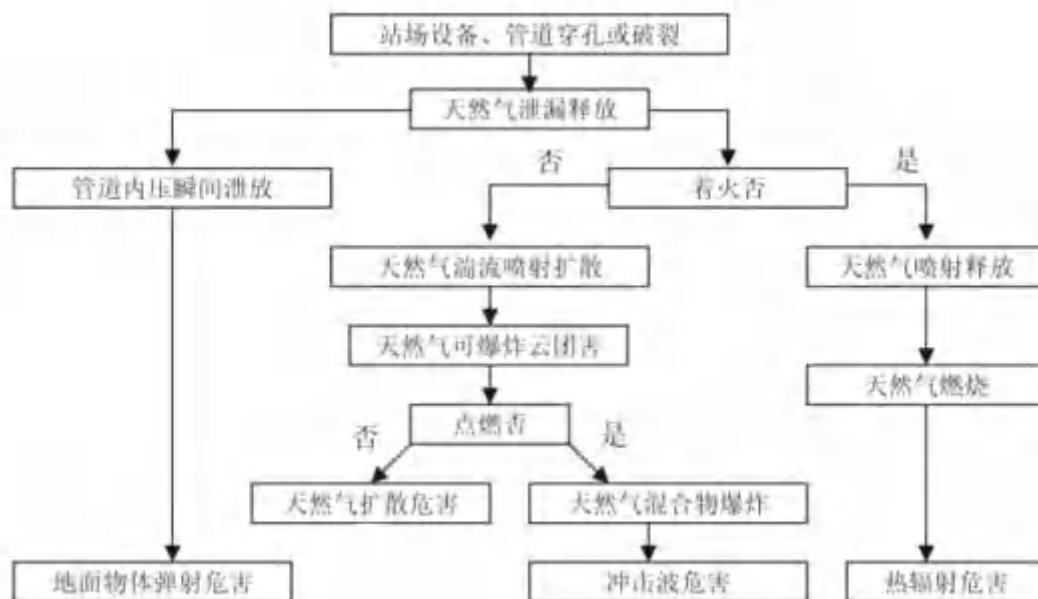 站场设备、管道穿孔或破裂
天然气泄漏释放
否
是
管道内压瞬间泄放
着火否
天然气湍流喷射扩散
天然气喷射释放
天然气可爆炸云团害
天然气燃烧
否
点燃否
是
天然气扩散危害
天然气混合物爆炸
地面物体弹射危害
冲击波危害
热辐射危害